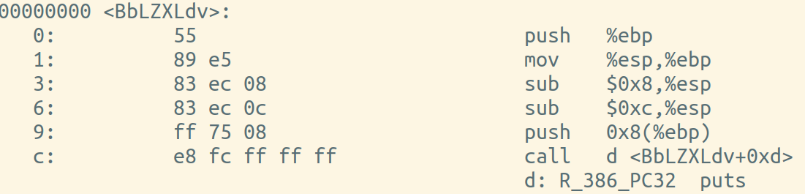 00000000 <BbLZXLdv>:
0: 55 push %ebp
1: 89 e5 mov %esp,%ebp
3: 83 ec 08 sub $0x8,%esp
6: 83 ec 0c sub $0xc,%esp
9: ff 75 08 push 0x8(%ebp)
c: e8 fc ff ff ff call d <BbLZXLdv+0xd>
d: R_386_PC32 puts